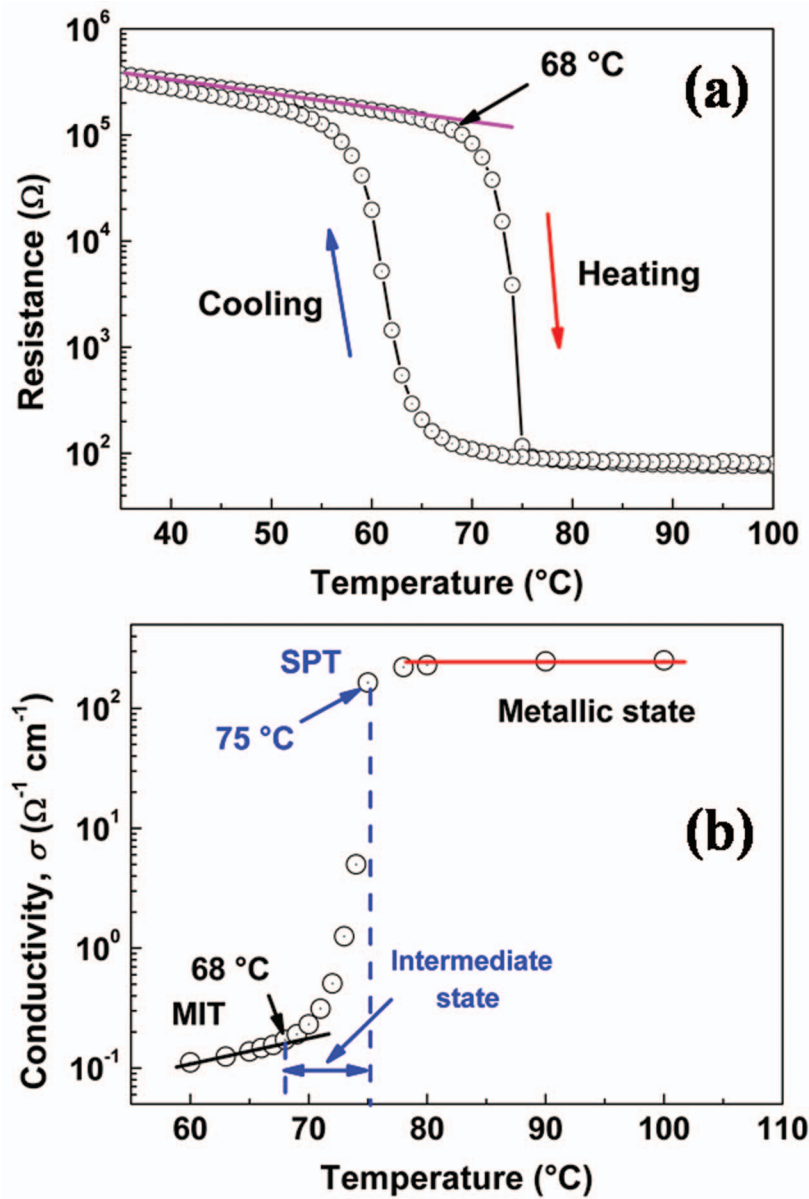 10⁶
10⁵
10⁴
10³
10²
Resistance (Ω)
68 °C
(a)
Cooling
Heating
40 50 60 70 80 90 100
Temperature (°C)
10²
10¹
10⁰
10⁻¹
Conductivity, σ (Ω⁻¹ cm⁻¹)
SPT
75 °C
Metallic state
(b)
68 °C
MIT
Intermediate
state
60 70 80 90 100 110
Temperature (°C)